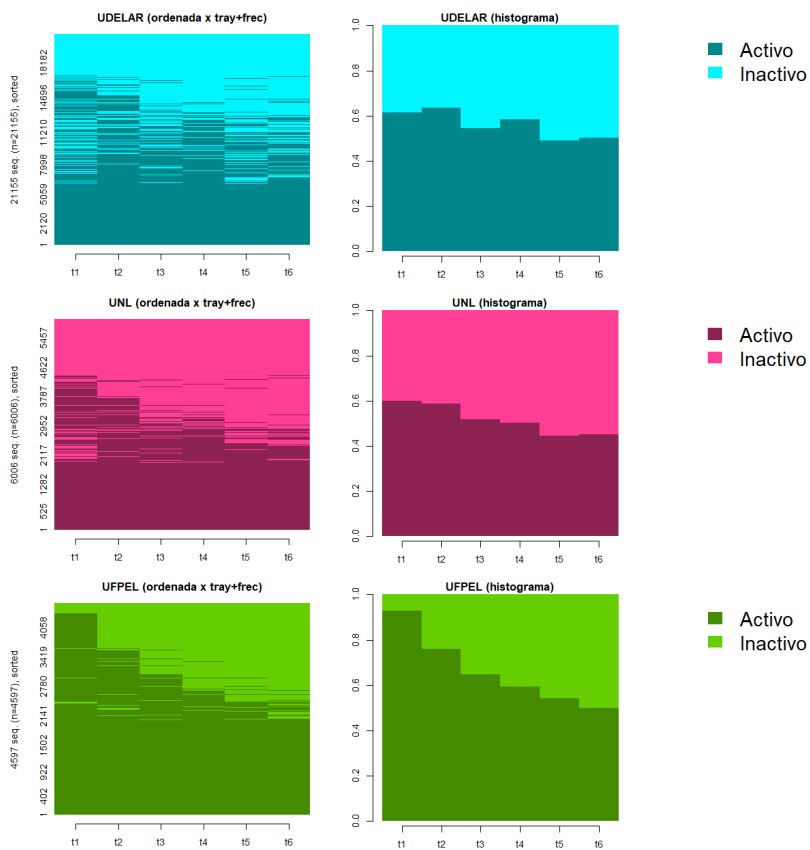 UDELAR (ordenada x tray+frec)
21155 seq. (n=21155), sorted
1 2120 5059 7998 11210 14696 18182
t1 t2 t3 t4 t5 t6
UDELAR (histograma)
0.0 0.2 0.4 0.6 0.8 1.0
t1 t2 t3 t4 t5 t6
Activo
Inactivo
UNL (ordenada x tray+frec)
6006 seq. (n=6006), sorted
1 525 1282 2117 2952 3787 4622 5457
t1 t2 t3 t4 t5 t6
UNL (histograma)
0.0 0.2 0.4 0.6 0.8 1.0
t1 t2 t3 t4 t5 t6
Activo
Inactivo
UFPEL (ordenada x tray+frec)
4597 seq. (n=4597), sorted
1 402 922 1502 2141 2780 3419 4058
t1 t2 t3 t4 t5 t6
UFPEL (histograma)
0.0 0.2 0.4 0.6 0.8 1.0
t1 t2 t3 t4 t5 t6
Activo
Inactivo